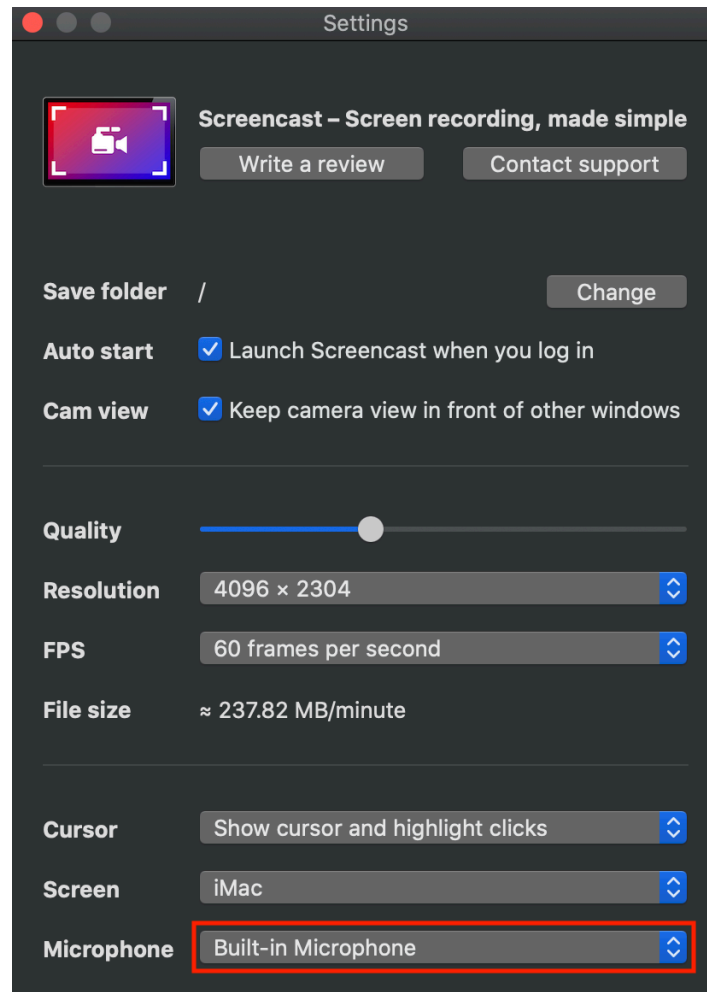 Settings
Screencast – Screen recording, made simple
Write a review Contact support
Save folder / Change
Auto start Launch Screencast when you log in
Cam view Keep camera view in front of other windows
Quality
Resolution 4096 × 2304
FPS 60 frames per second
File size ≈ 237.82 MB/minute
Cursor Show cursor and highlight clicks
Screen iMac
Microphone Built-in Microphone